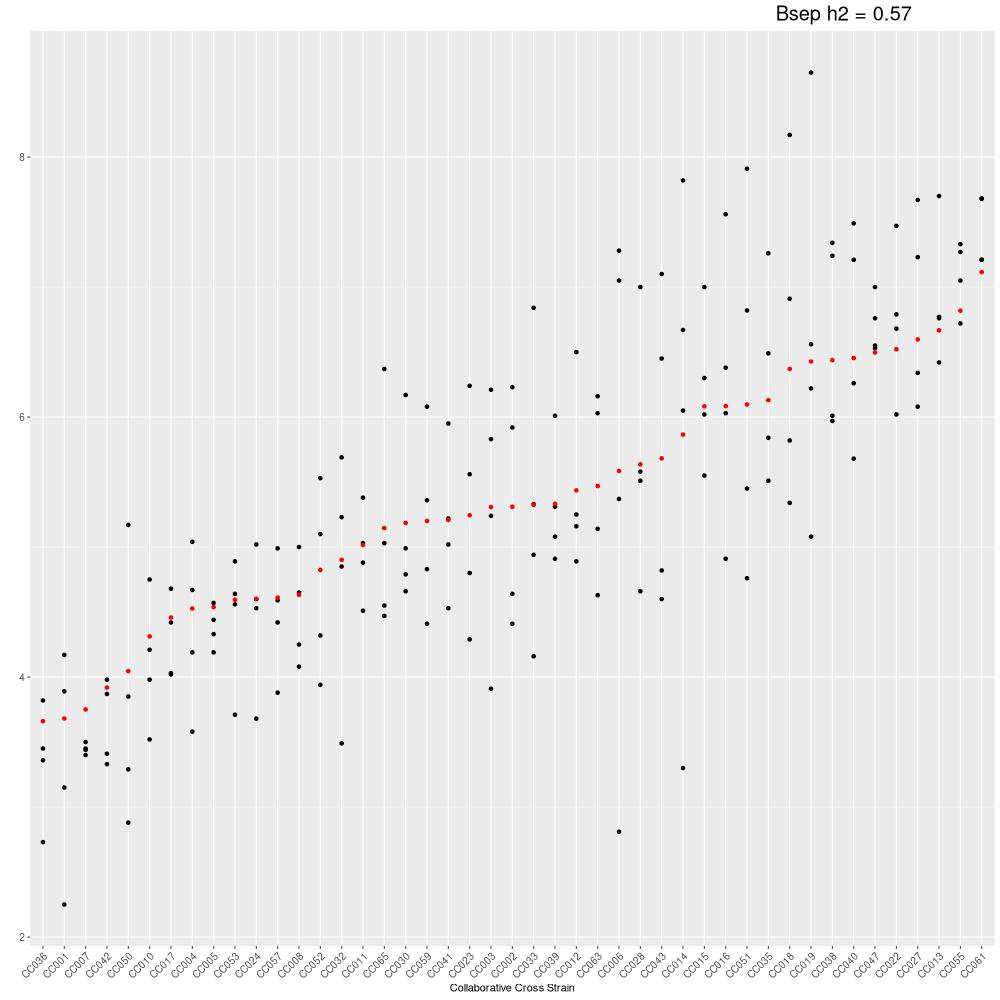 Bsep h2 = 0.57
8
6
4
2
CC036 CC001 CC007 CC042 CC050 CC010 CC017 CC004 CC005 CC053 CC024 CC057 CC008 CC052 CC032 CC011 CC065 CC030 CC059 CC041 CC023 CC003 CC002 CC033 CC039 CC012 CC063 CC006 CC028 CC043 CC014 CC015 CC016 CC051 CC035 CC018 CC019 CC038 CC040 CC047 CC022 CC027 CC013 CC055 CC061
Collaborative Cross Strain